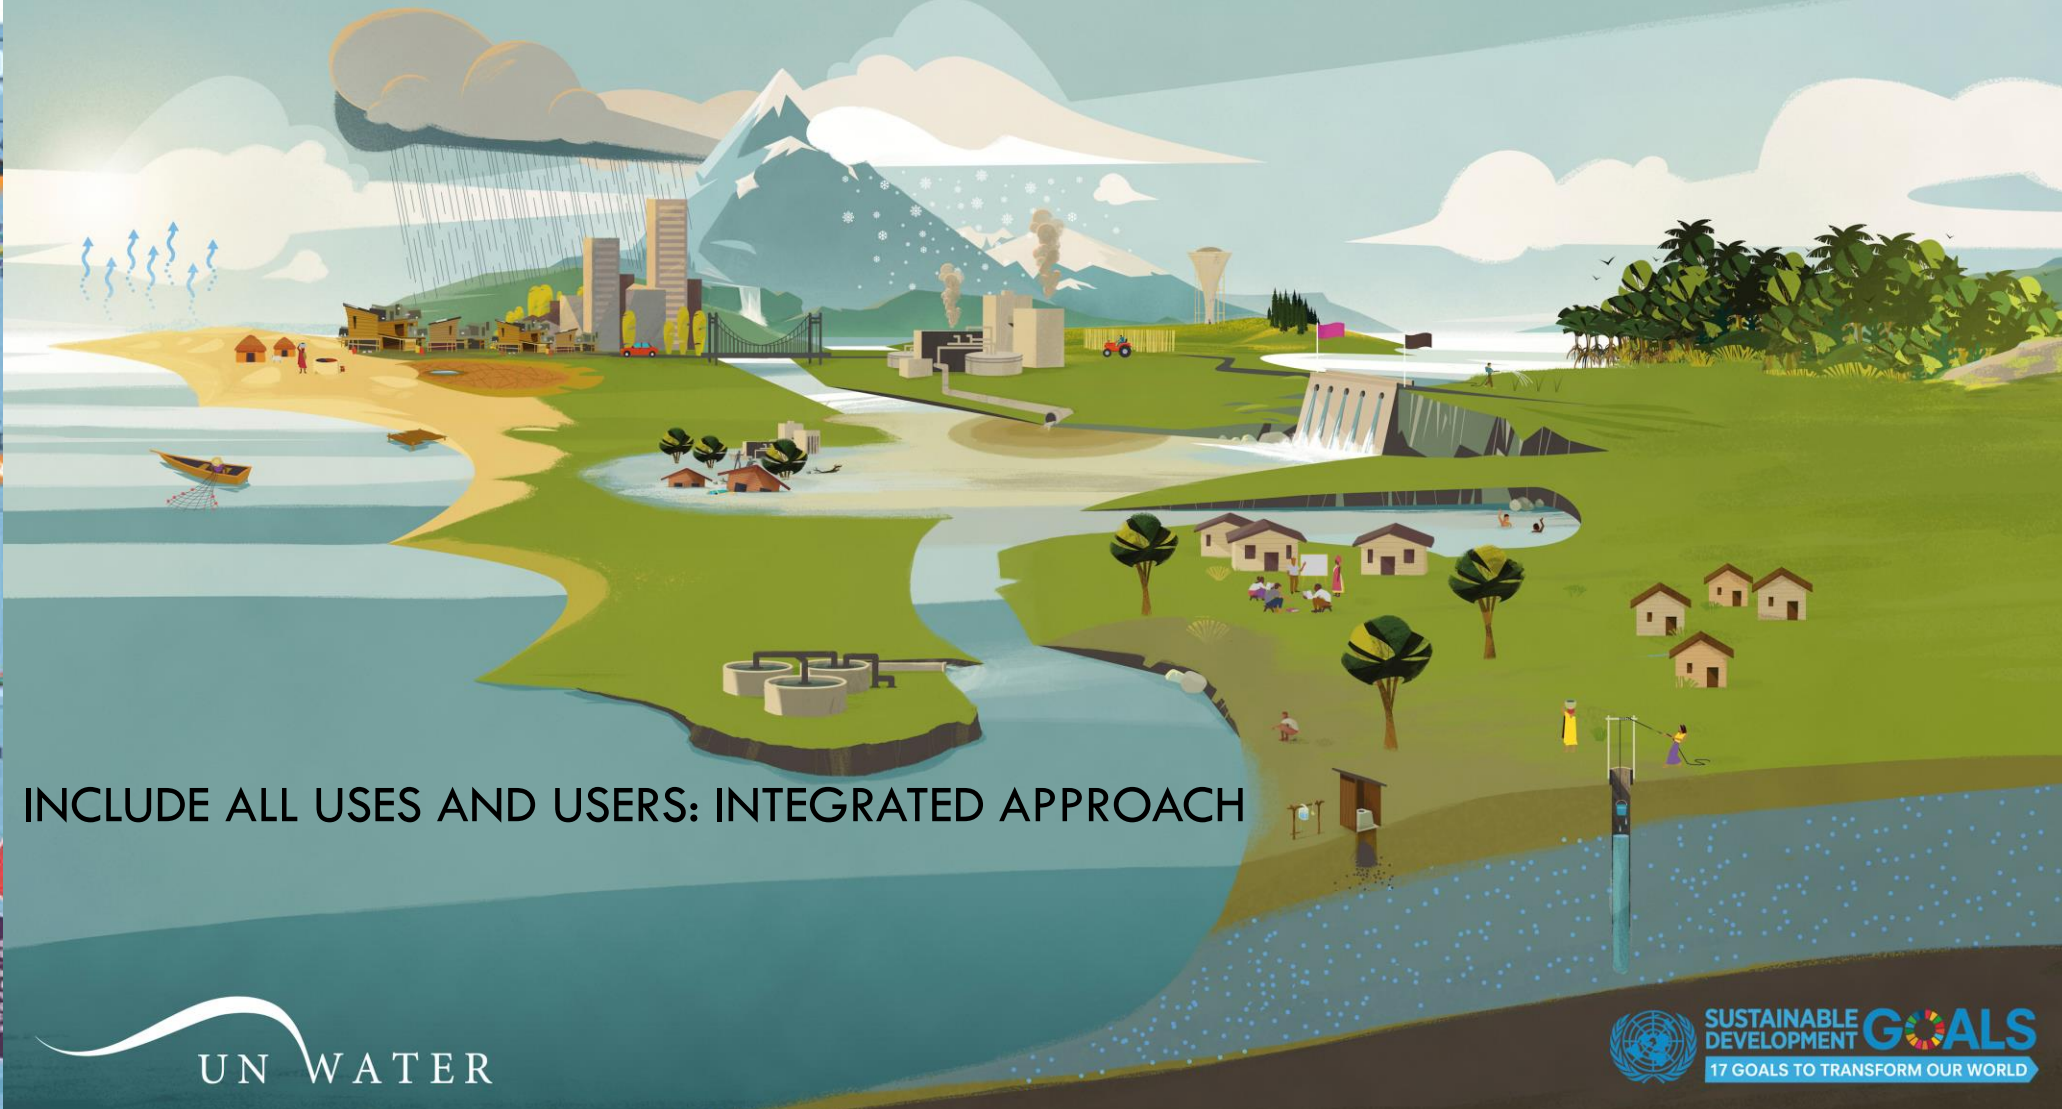 INCLUDE ALL USES AND USERS: INTEGRATED APPROACH
UN WATER
SUSTAINABLE
DEVELOPMENT
GOALS
17 GOALS TO TRANSFORM OUR WORLD